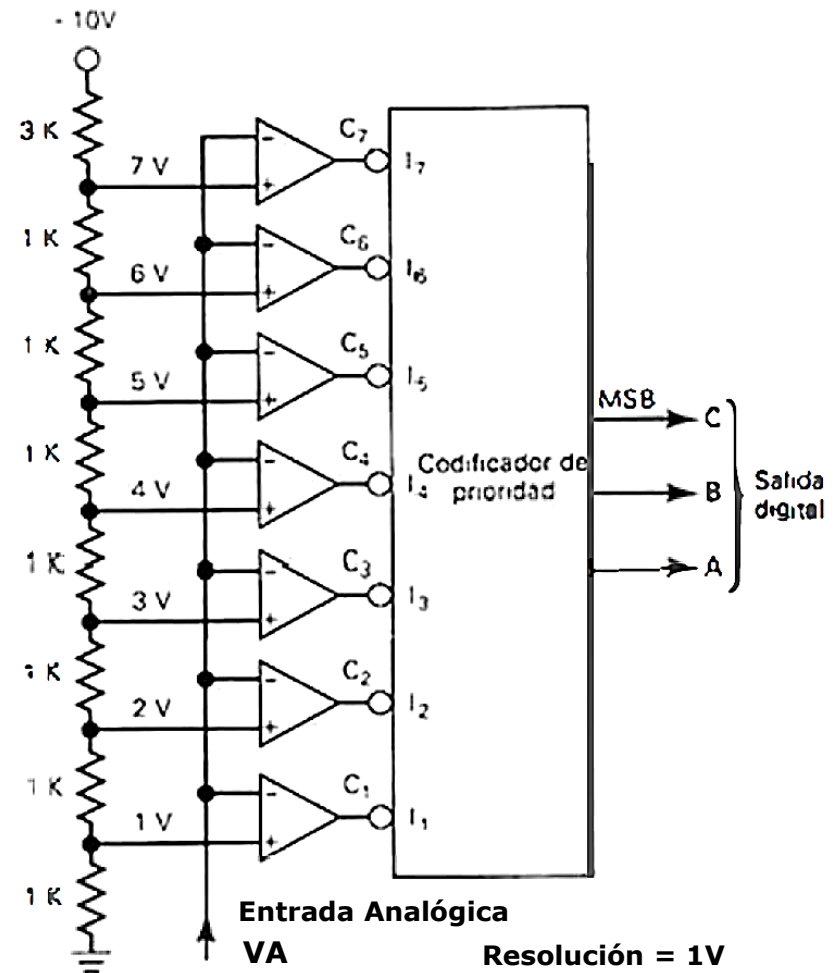 - 10V
3 K
7 V
C7
I7
1 K
6 V
C6
I6
1 K
5 V
C5
I5
1 K
4 V
C4
I4
Codificador de
prioridad
MSB
C
B
A
Salida
digital
1 K
3 V
C3
I3
1 K
2 V
C2
I2
1 K
1 V
C1
I1
1 K
Entrada Analógica
VA
Resolución = 1V